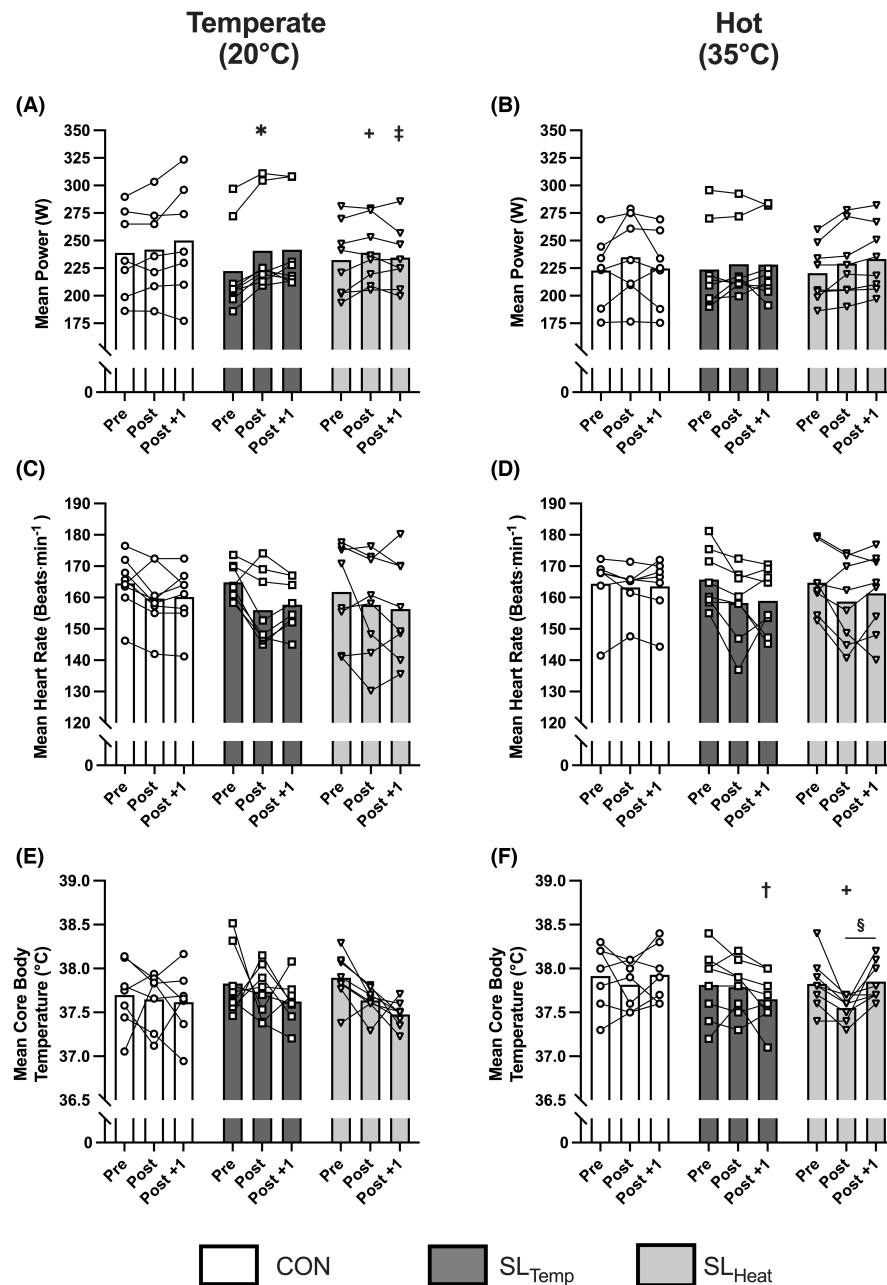 Temperate
(20°C)
Hot
(35°C)
(A)
Mean Power (W)
350
325
300
275
250
225
200
175
0
*
+
‡
Pre
Post
Post +1
Pre
Post
Post +1
Pre
Post
Post +1
(B)
Mean Power (W)
350
325
300
275
250
225
200
175
0
Pre
Post
Post +1
Pre
Post
Post +1
Pre
Post
Post +1
(C)
Mean Heart Rate (Beats·min⁻¹)
190
180
170
160
150
140
130
120
0
Pre
Post
Post +1
Pre
Post
Post +1
Pre
Post
Post +1
(D)
Mean Heart Rate (Beats·min⁻¹)
190
180
170
160
150
140
130
120
0
Pre
Post
Post +1
Pre
Post
Post +1
Pre
Post
Post +1
(E)
Mean Core Body
Temperature (°C)
39.0
38.5
38.0
37.5
37.0
36.5
0
Pre
Post
Post +1
Pre
Post
Post +1
Pre
Post
Post +1
(F)
Mean Core Body
Temperature (°C)
39.0
38.5
38.0
37.5
37.0
36.5
0
†
+
§
Pre
Post
Post +1
Pre
Post
Post +1
Pre
Post
Post +1
CON
SL_Temp
SL_Heat